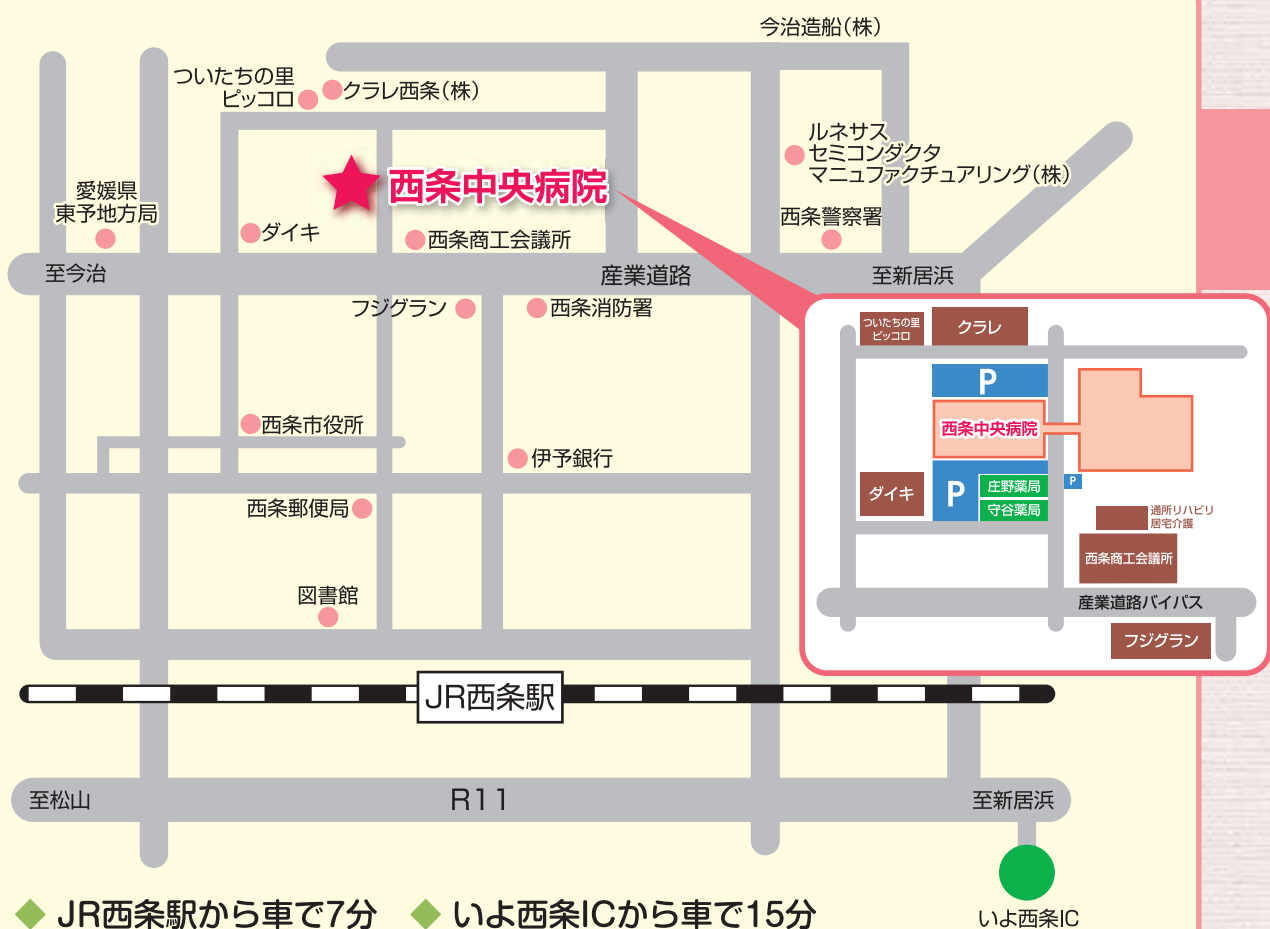 今治造船(株)
ついたちの里
ピッコロ
クラレ西条(株)
ルネサス
セミコンダクタ
マニュファクチュアリング(株)
西条中央病院
愛媛県
東予地方局
ダイキ
西条商工会議所
西条警察署
至今治
産業道路
至新居浜
フジグラン
西条消防署
西条市役所
伊予銀行
西条郵便局
図書館
ついたちの里
ピッコロ
クラレ
P
西条中央病院
ダイキ
P
庄野薬局
守谷薬局
P
通所リハビリ
居宅介護
西条商工会議所
産業道路バイパス
フジグラン
JR西条駅
至松山
R11
至新居浜
いよ西条IC
◆ JR西条駅から車で7分 ◆ いよ西条ICから車で15分